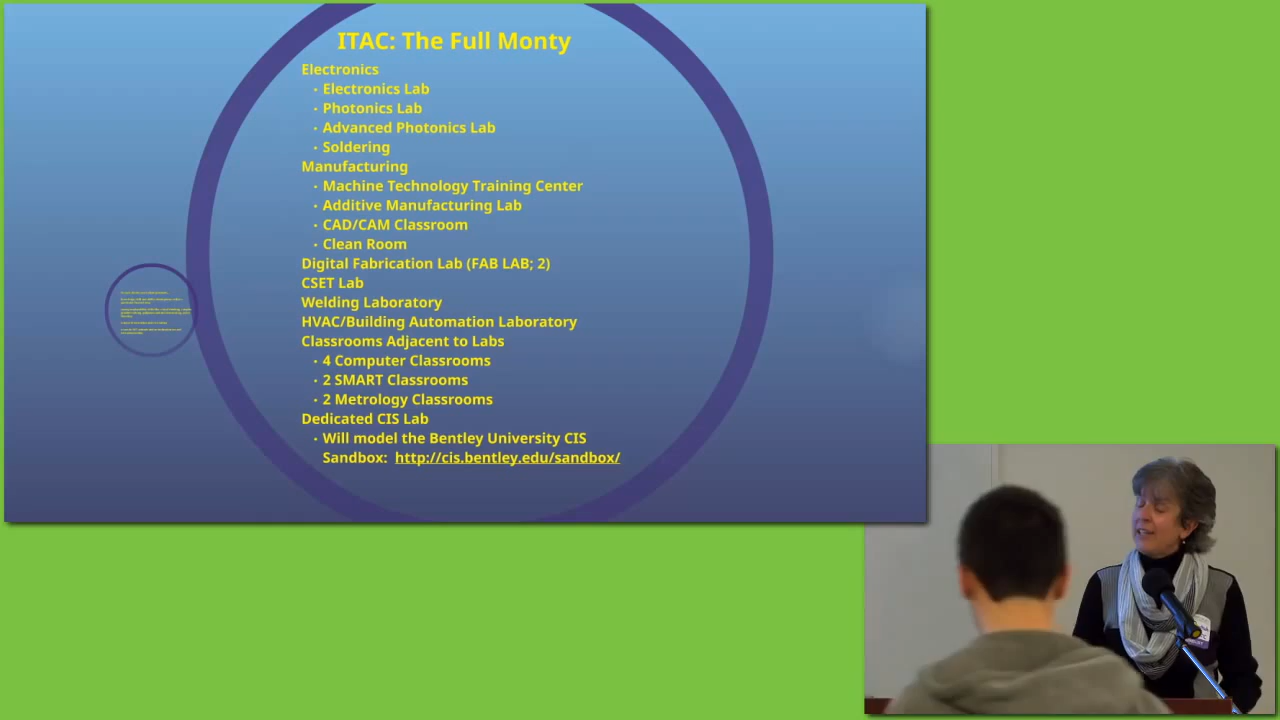 ITAC: The Full Monty
Electronics
• Electronics Lab
• Photonics Lab
• Advanced Photonics Lab
• Soldering
Manufacturing
• Machine Technology Training Center
• Additive Manufacturing Lab
• CAD/CAM Classroom
• Clean Room
Digital Fabrication Lab (FAB LAB; 2)
CSET Lab
Welding Laboratory
HVAC/Building Automation Laboratory
Classrooms Adjacent to Labs
• 4 Computer Classrooms
• 2 SMART Classrooms
• 2 Metrology Classrooms
Dedicated CIS Lab
• Will model the Bentley University CIS
Sandbox: http://cis.bentley.edu/sandbox/